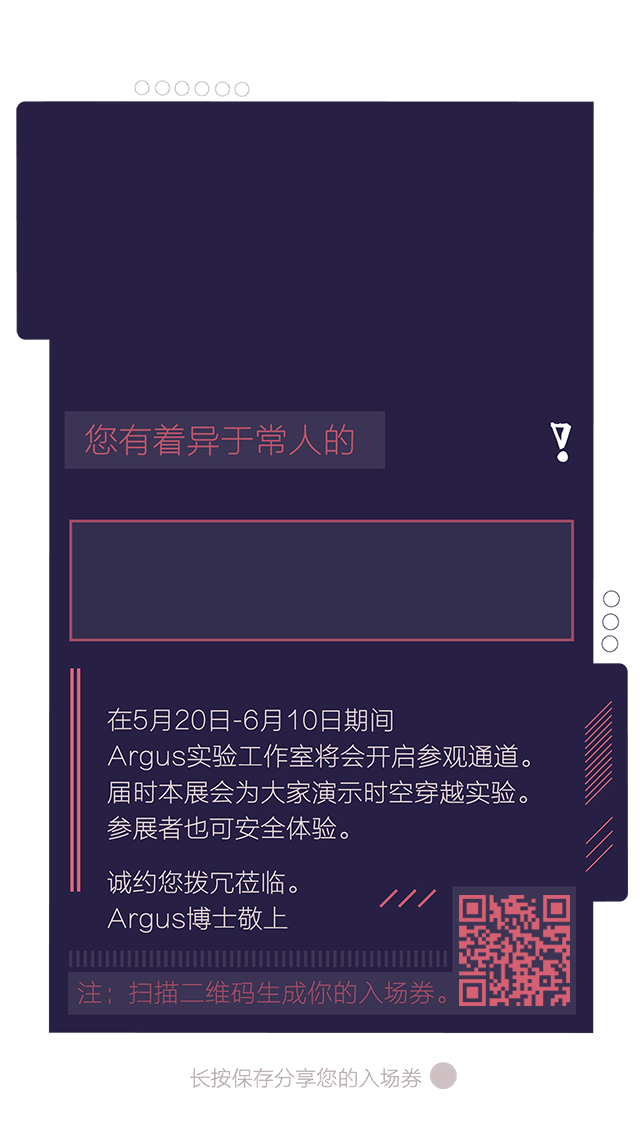 您有着异于常人的
!
在5月20日-6月10日期间
Argus实验工作室将会开启参观通道。
届时本展会为大家演示时空穿越实验。
参展者也可安全体验。
诚约您拨冗莅临。
Argus博士敬上
注：扫描二维码生成你的入场券。
长按保存分享您的入场券